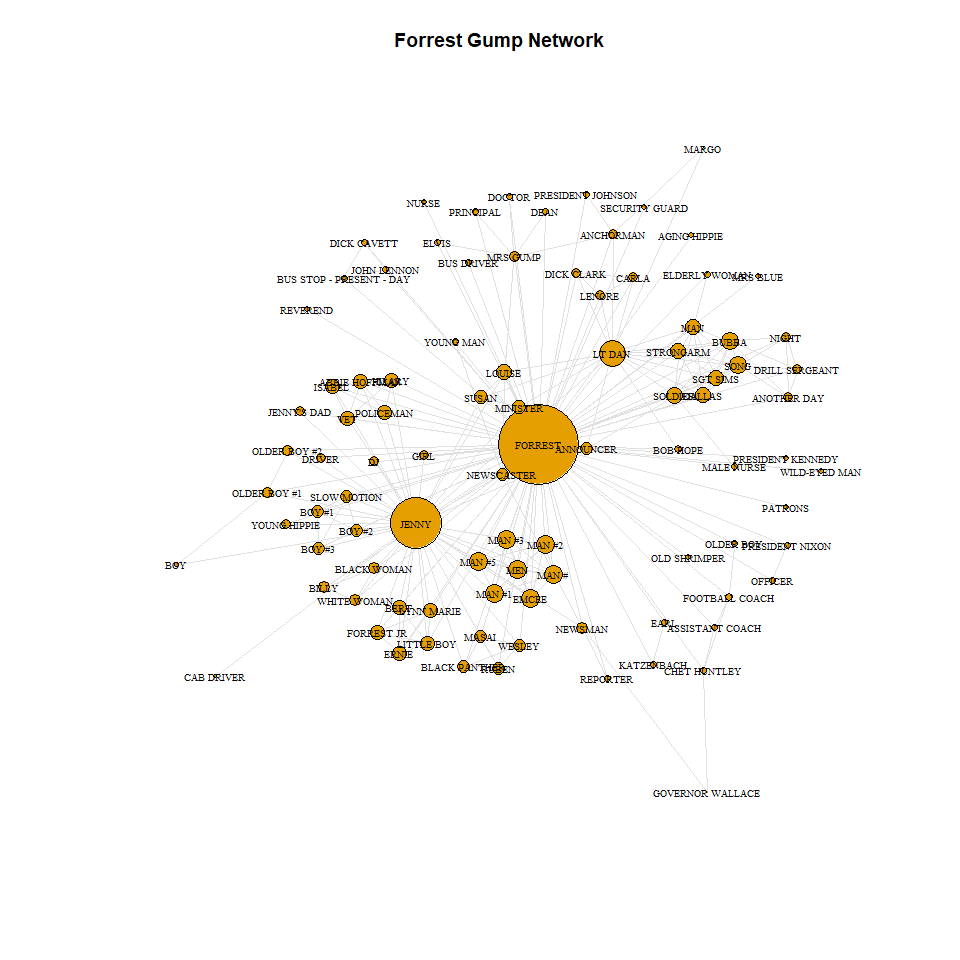 Forrest Gump Network
MARGO
NURSE
DOCTOR
PRESIDENT JOHNSON
PRINCIPAL
DEAN
SECURITY GUARD
DICK CAVETT
ELVIS
ANCHORMAN
AGING HIPPIE
MRS GUMP
BUS DRIVER
JOHN LENNON
BUS STOP - PRESENT - DAY
DICK CLARK
CARLA
ELDERLY WOMAN
MRS BLUE
LENORE
REVEREND
YOUNG MAN
MAN
BUBBA
NIGHT
STRONGARM
LT DAN
SONG
DRILL SERGEANT
LOUISE
SGT SIMS
ABBIE HOFFMAN
ISABEL
SUSAN
SOLDIER
DALLAS
ANOTHER DAY
JENNY'S DAD
VET
POLICEMAN
MINISTER
FORREST
ANNOUNCER
BOB HOPE
OLDER BOY #2
DRIVER
DJ
GIRL
PRESIDENT KENNEDY
MALE NURSE
WILD-EYED MAN
NEWSCASTER
OLDER BOY #1
SLOW MOTION
BOY #1
PATRONS
YOUNG HIPPIE
BOY #2
JENNY
BOY #3
MAN #3
MAN #2
OLDER BOY
PRESIDENT NIXON
OLD SHRIMPER
BOY
BLACK WOMAN
MAN #5
MEN
MAN #
OFFICER
BILLY
WHITE WOMAN
MAN #1
EMCEE
FOOTBALL COACH
BERT
LYNN MARIE
EARL
ASSISTANT COACH
NEWSMAN
FORREST JR
LITTLE BOY
MASAI
WESLEY
ERNIE
BLACK PANTHER
RUBEN
KATZENBACH
CHET HUNTLEY
CAB DRIVER
REPORTER
GOVERNOR WALLACE